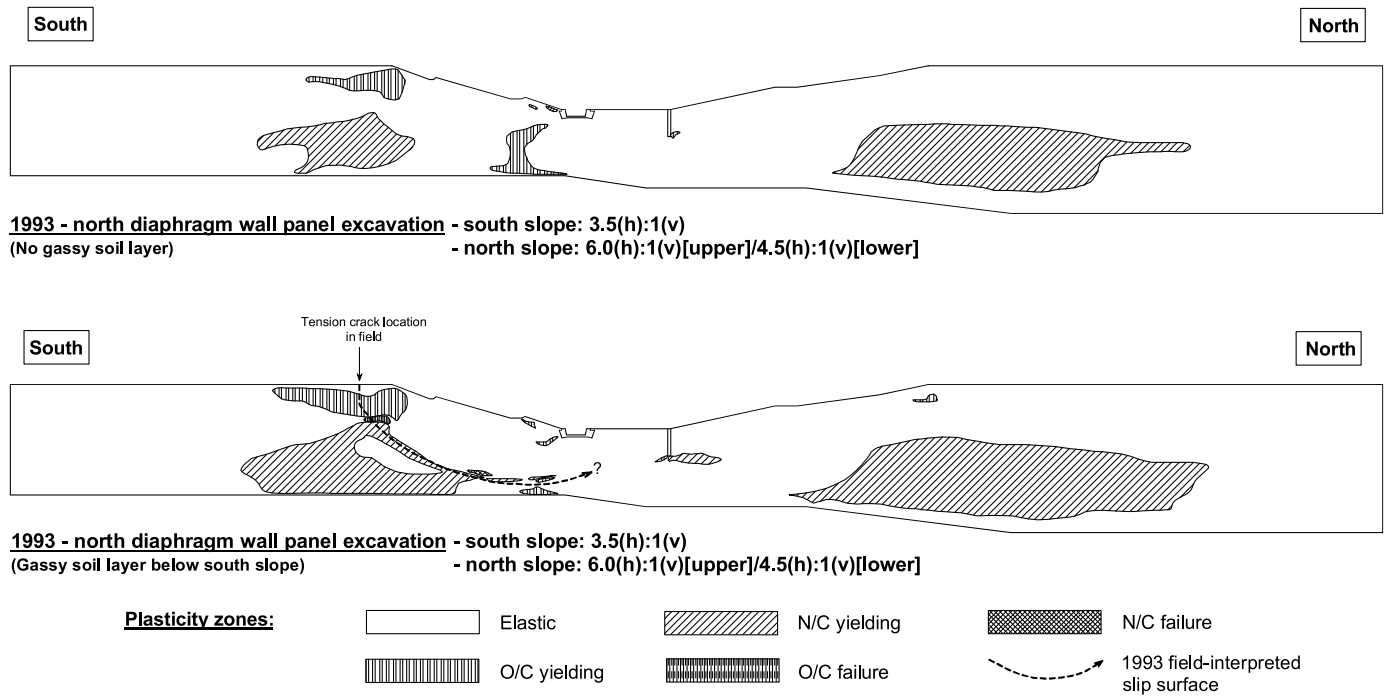 South
North
1993 - north diaphragm wall panel excavation - south slope: 3.5(h):1(v)
(No gassy soil layer)
- north slope: 6.0(h):1(v)[upper]/4.5(h):1(v)[lower]
Tension crack location
in field
South
North
?
1993 - north diaphragm wall panel excavation - south slope: 3.5(h):1(v)
(Gassy soil layer below south slope)
- north slope: 6.0(h):1(v)[upper]/4.5(h):1(v)[lower]
Plasticity zones:
Elastic
N/C yielding
N/C failure
O/C yielding
O/C failure
1993 field-interpreted
slip surface